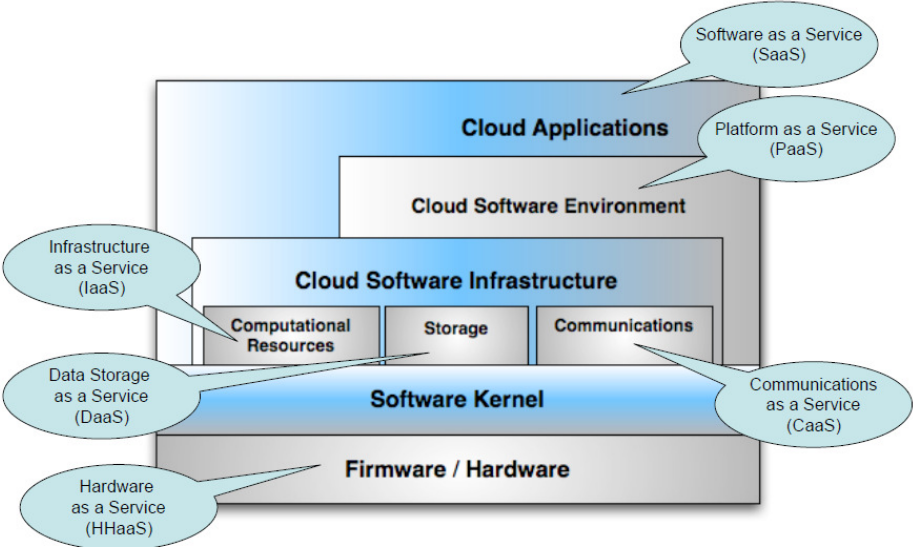 Software as a Service
(SaaS)
Cloud Applications
Platform as a Service
(PaaS)
Cloud Software Environment
Infrastructure
as a Service
(IaaS)
Cloud Software Infrastructure
Computational
Resources
Storage
Communications
Data Storage
as a Service
(DaaS)
Software Kernel
Communications
as a Service
(CaaS)
Firmware / Hardware
Hardware
as a Service
(HHaaS)